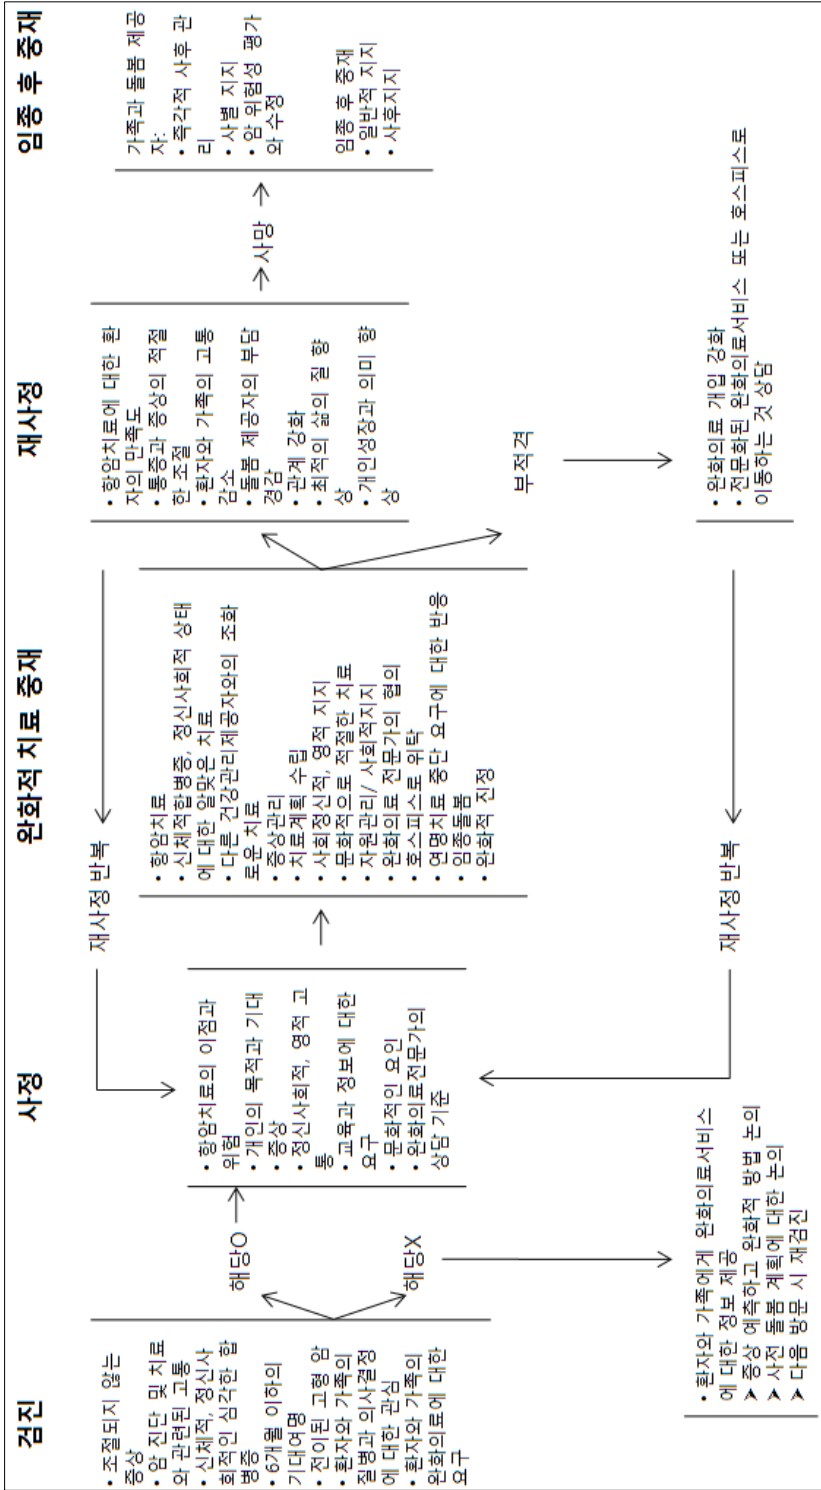 검진
사정
완화적 치료 중재
재사정
임종 후 중재
• 조절되지 않는
증상
• 암 진단 및 치료
와 관련된 고통
• 신체적, 정신사
회적인 심각한 합
병증
• 6개월 이하의
기대여명
• 전이된 고형 암
• 환자와 가족의
질병과 의사결정
에 대한 관심
• 환자와 가족의
완화의료에 대한
요구
해당O
해당X
• 환자와 가족에게 완화의료서비스
에 대한 정보 제공
➤ 증상 예측하고 완화적 방법 논의
➤ 사전 돌봄 계획에 대한 논의
➤ 다음 방문 시 재검진
• 항암치료의 이점과
위험
• 개인의 목적과 기대
• 증상
• 정신사회적, 영적 고
통
• 교육과 정보에 대한
요구
• 문화적인 요인
• 완화의료전문가의
상담 기준
재사정 반복
재사정 반복
• 항암치료
• 신체적합병증, 정신사회적 상태
에 대한 알맞은 치료
• 다른 건강관리제공자와의 조화
로운 치료
• 증상관리
• 치료계획 수립
• 사회정신적, 영적 지지
• 문화적으로 적절한 치료
• 자원관리/ 사회적지지
• 완화의료 전문가의 협의
• 호스피스로 위탁
• 연명치료 중단 요구에 대한 반응
• 임종돌봄
• 완화적 진정
• 항암치료에 대한 환
자의 만족도
• 통증과 증상의 적절
한 조절
• 환자와 가족의 고통
감소
• 돌봄 제공자의 부담
경감
• 관계 강화
• 최적의 삶의 질 향
상
• 개인성장과 의미 향
상
부적격
• 완화의료 개입 강화
• 전문화된 완화의료서비스 또는 호스피스로
이동하는 것 상담
사망
가족과 돌봄 제공
자:
• 즉각적 사후 관
리
• 사별 지지
• 암 위험성 평가
와 수정
임종 후 중재
• 일반적 지지
• 사후지지